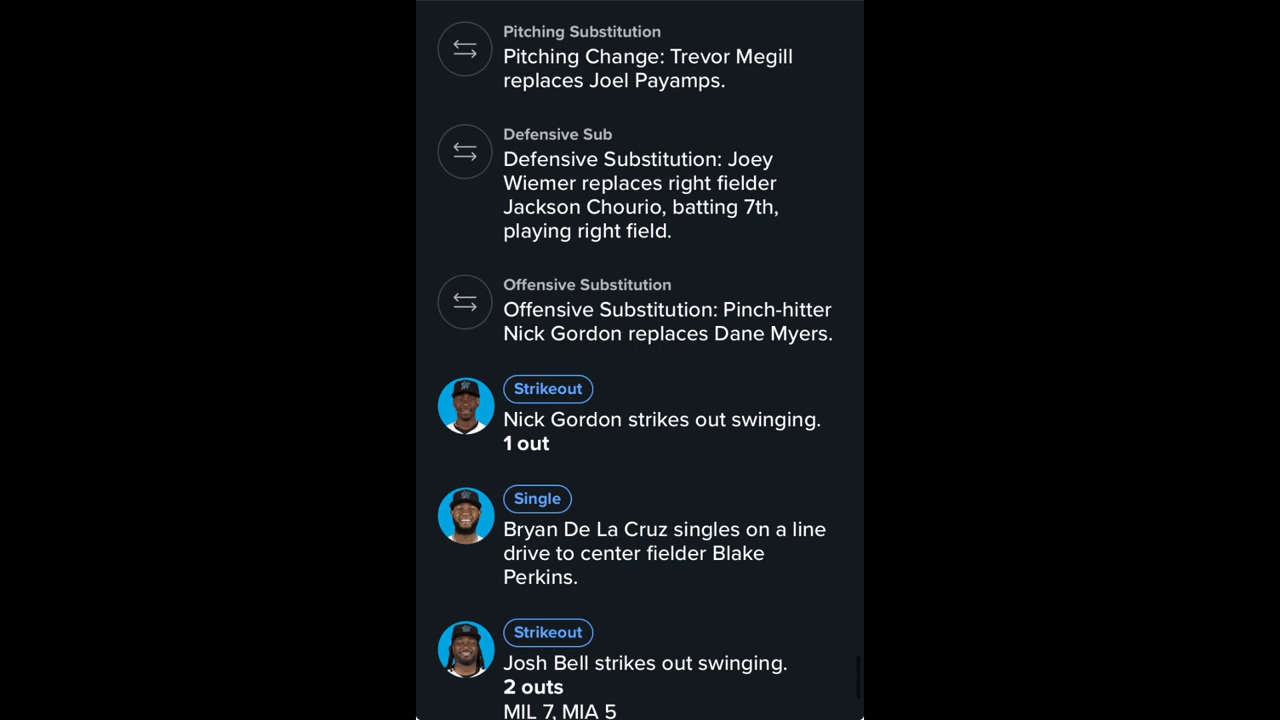 Pitching Substitution
Pitching Change: Trevor Megill
replaces Joel Payamps.
Defensive Sub
Defensive Substitution: Joey
Wiemer replaces right fielder
Jackson Chourio, batting 7th,
playing right field.
Offensive Substitution
Offensive Substitution: Pinch-hitter
Nick Gordon replaces Dane Myers.
Strikeout
Nick Gordon strikes out swinging.
1 out
Single
Bryan De La Cruz singles on a line
drive to center fielder Blake
Perkins.
Strikeout
Josh Bell strikes out swinging.
2 outs
MIL 7, MIA 5